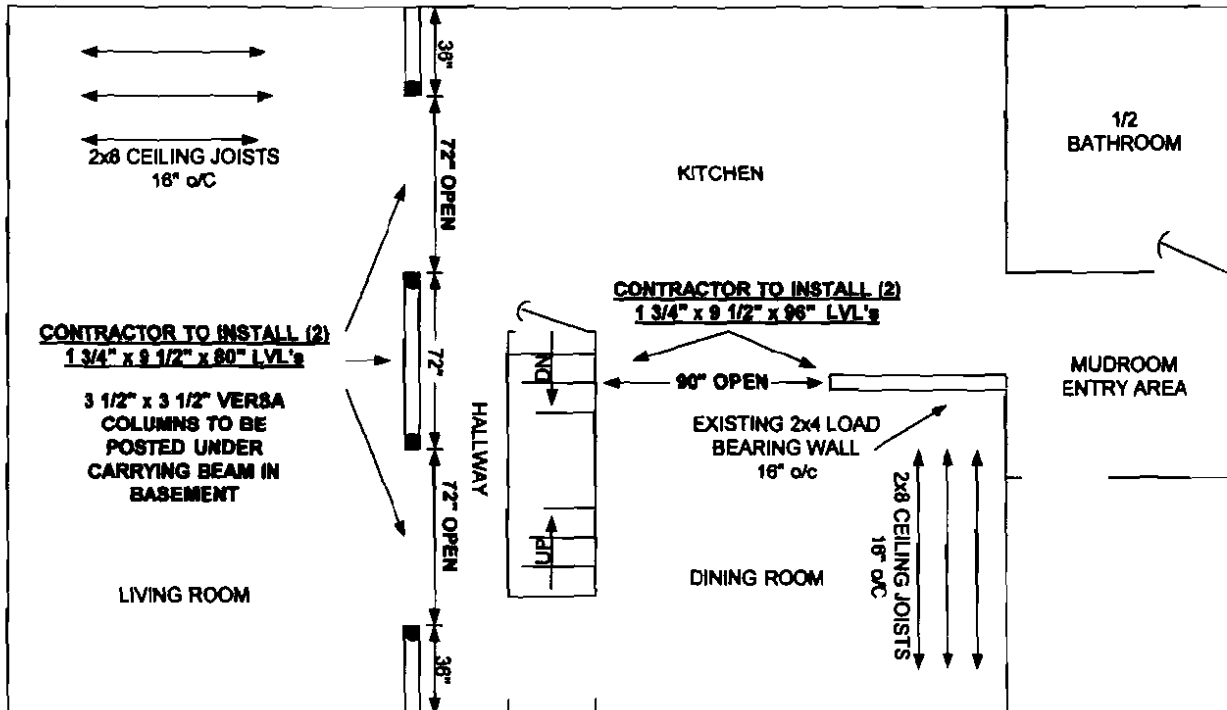 36"
2x8 CEILING JOISTS
16" o/C
72" OPEN
KITCHEN
1/2
BATHROOM
CONTRACTOR TO INSTALL (2)
1 3/4" x 9 1/2" x 80" LVL's
3 1/2" x 3 1/2" VERSA
COLUMNS TO BE
POSTED UNDER
CARRYING BEAM IN
BASEMENT
72"
CONTRACTOR TO INSTALL (2)
1 3/4" x 9 1/2" x 96" LVL's
DN
90" OPEN
MUDROOM
ENTRY AREA
HALLWAY
EXISTING 2x4 LOAD
BEARING WALL
16" o/c
72" OPEN
UP
2x8 CEILING JOISTS
16" o/C
LIVING ROOM
DINING ROOM
36"